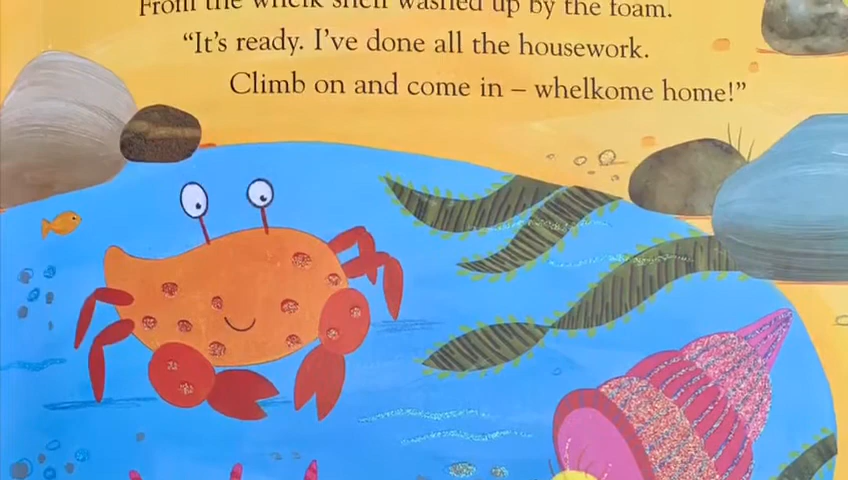 From the whelk shell washed up by the foam.
“It’s ready. I’ve done all the housework.
Climb on and come in – whelkome home!”